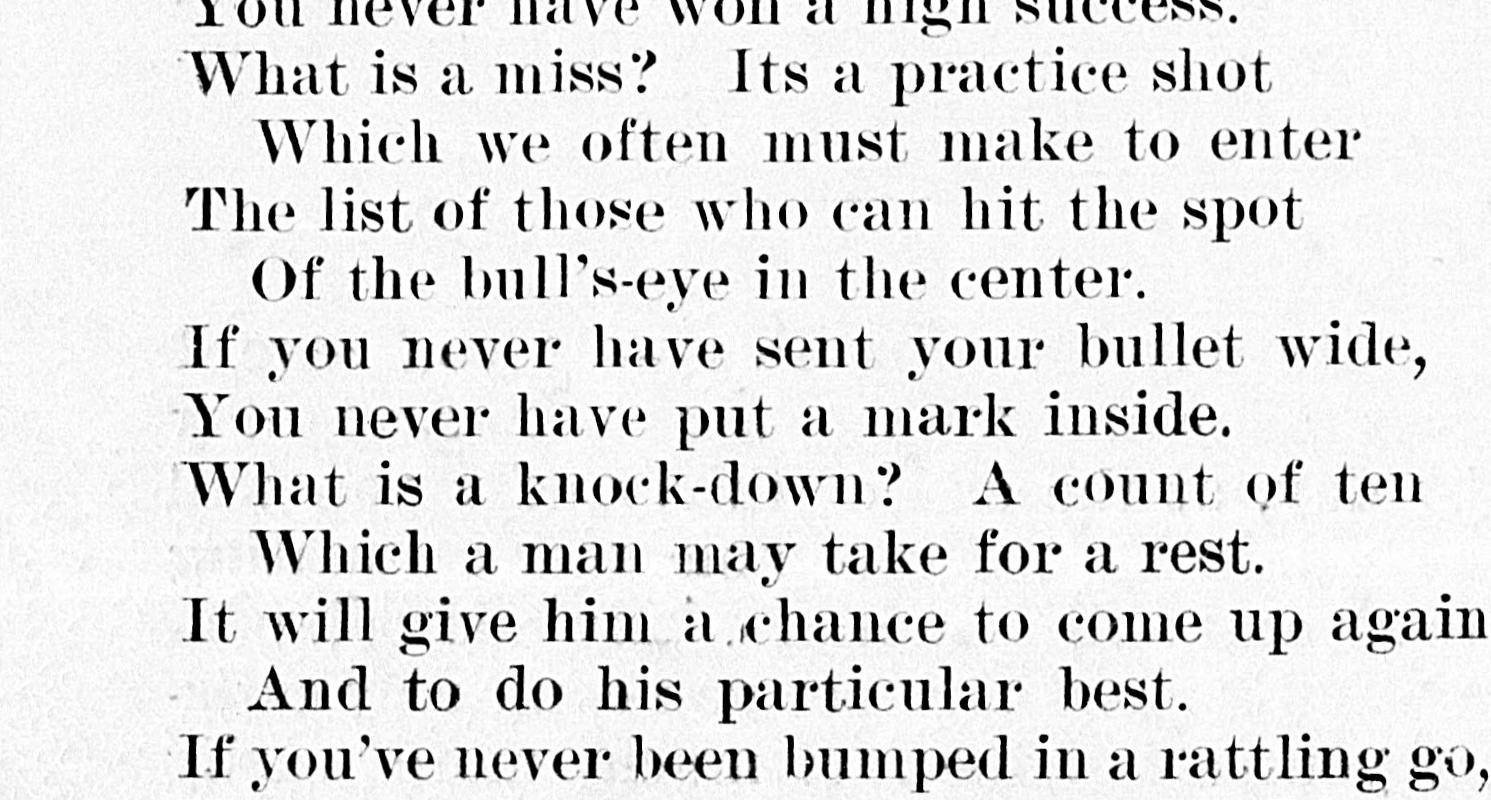 You never have won a high success.
What is a miss? Its a practice shot
Which we often must make to enter
The list of those who can hit the spot
Of the bull's-eye in the center.
If you never have sent your bullet wide,
You never have put a mark inside.
What is a knock-down? A count of ten
Which a man may take for a rest.
It will give him a chance to come up again
And to do his particular best.
If you've never been bumped in a rattling go,